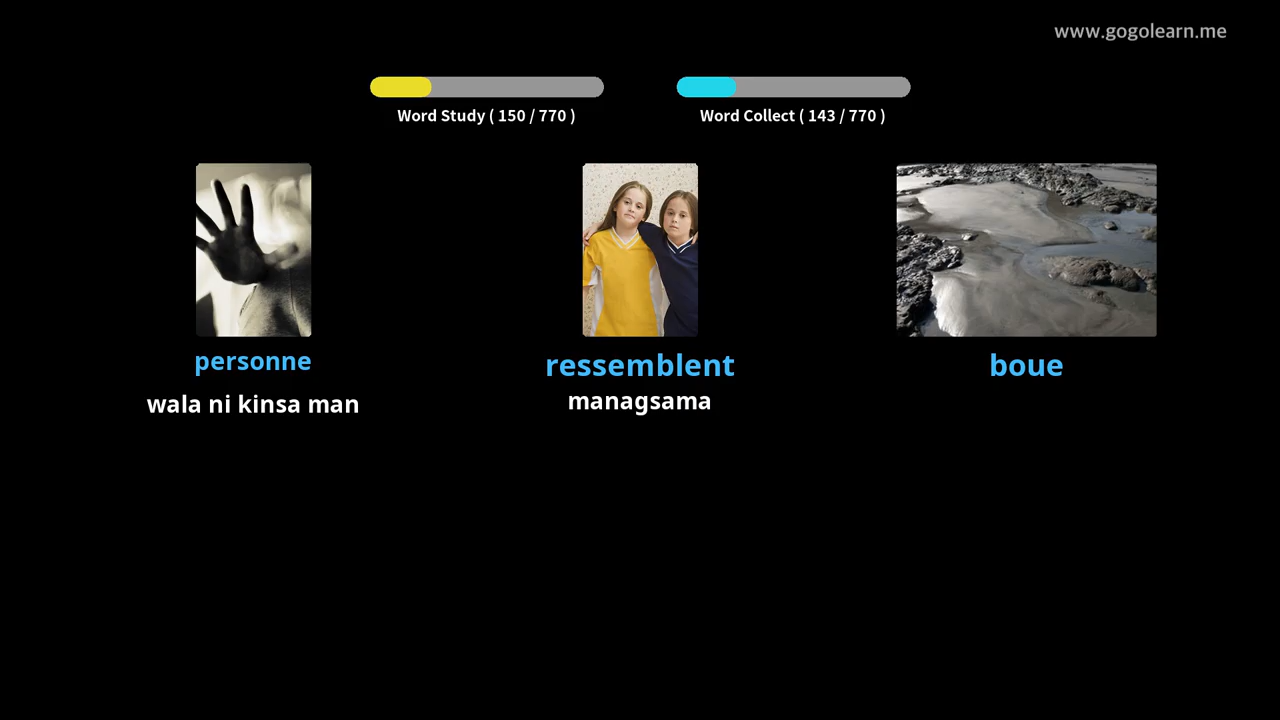 www.gogolearn.me
Word Study ( 150 / 770 )
Word Collect ( 143 / 770 )
personne
wala ni kinsa man
ressemblent
managsama
boue